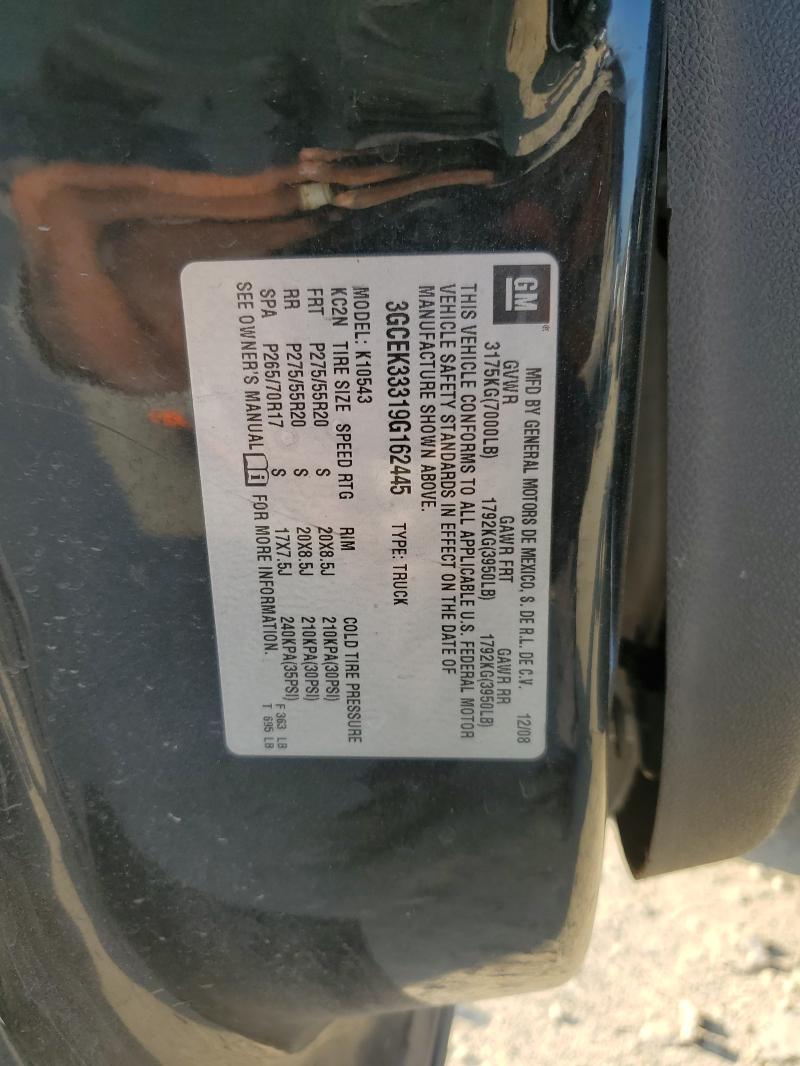 GM
MFD BY GENERAL MOTORS DE MEXICO, S. DE R.L. DE C.V. 12/08
GVWR GAWR FRT GAWR RR
3175KG(7000LB) 1792KG(3950LB) 1792KG(3950LB)
THIS VEHICLE CONFORMS TO ALL APPLICABLE U.S. FEDERAL MOTOR
VEHICLE SAFETY STANDARDS IN EFFECT ON THE DATE OF
MANUFACTURE SHOWN ABOVE.
3GCEK33319G162445 TYPE: TRUCK
MODEL: K10543
KC2N TIRE SIZE SPEED RTG RIM COLD TIRE PRESSURE
FRT P275/55R20 S 20X8.5J 210KPA(30PSI)
RR P275/55R20 S 20X8.5J 210KPA(30PSI)
SPA P265/70R17 S 17X7.5J 240KPA(35PSI)
SEE OWNER'S MANUAL i FOR MORE INFORMATION.
F 363 LB
T 695 LB